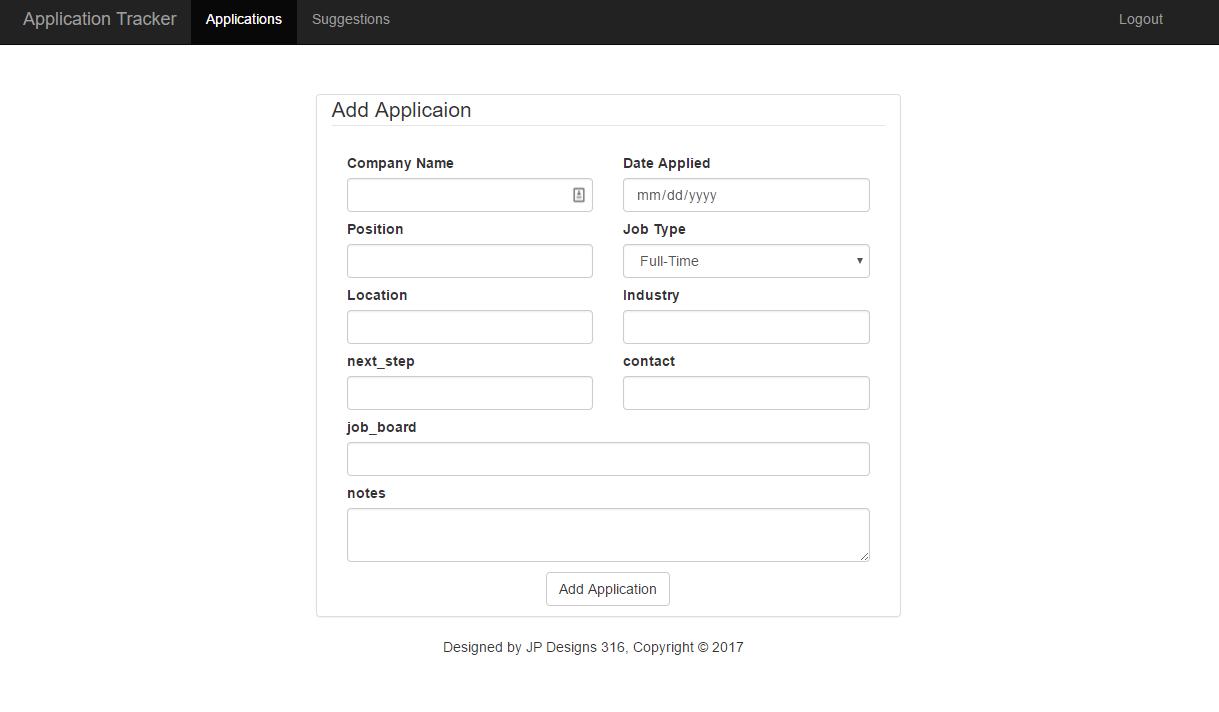 Application Tracker Applications Suggestions Logout
Add Applicaion
Company Name Date Applied
mm/dd/yyyy
Position Job Type
Full-Time
Location Industry
next_step contact
job_board
notes
Add Application
Designed by JP Designs 316, Copyright © 2017